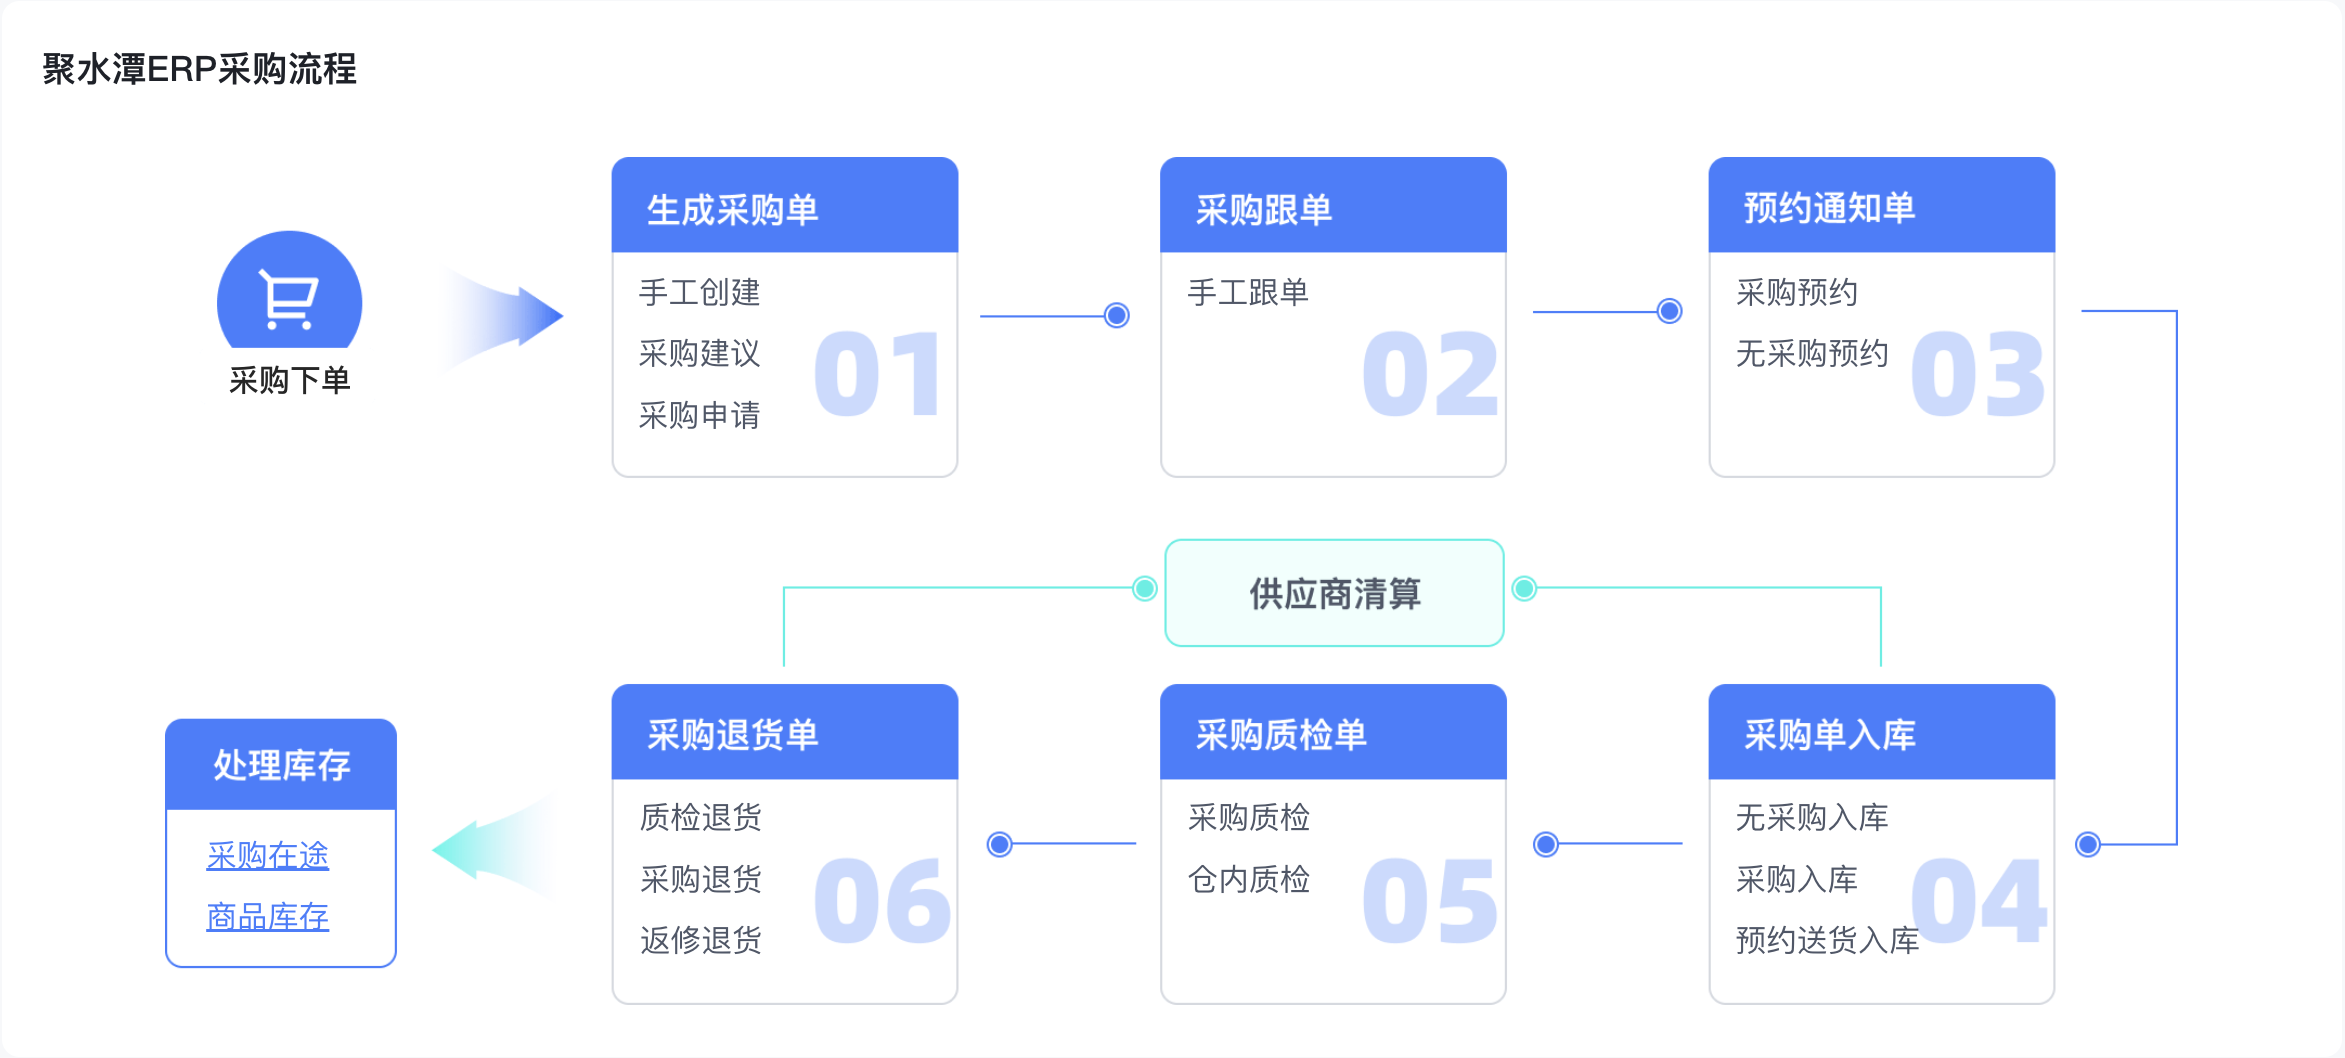 聚水潭ERP采购流程
采购下单
生成采购单
手工创建
采购建议
采购申请
01
采购跟单
手工跟单
02
预约通知单
采购预约
无采购预约
03
供应商清算
采购单入库
无采购入库
采购入库
预约送货入库
04
采购质检单
采购质检
仓内质检
05
采购退货单
质检退货
采购退货
返修退货
06
处理库存
采购在途
商品库存